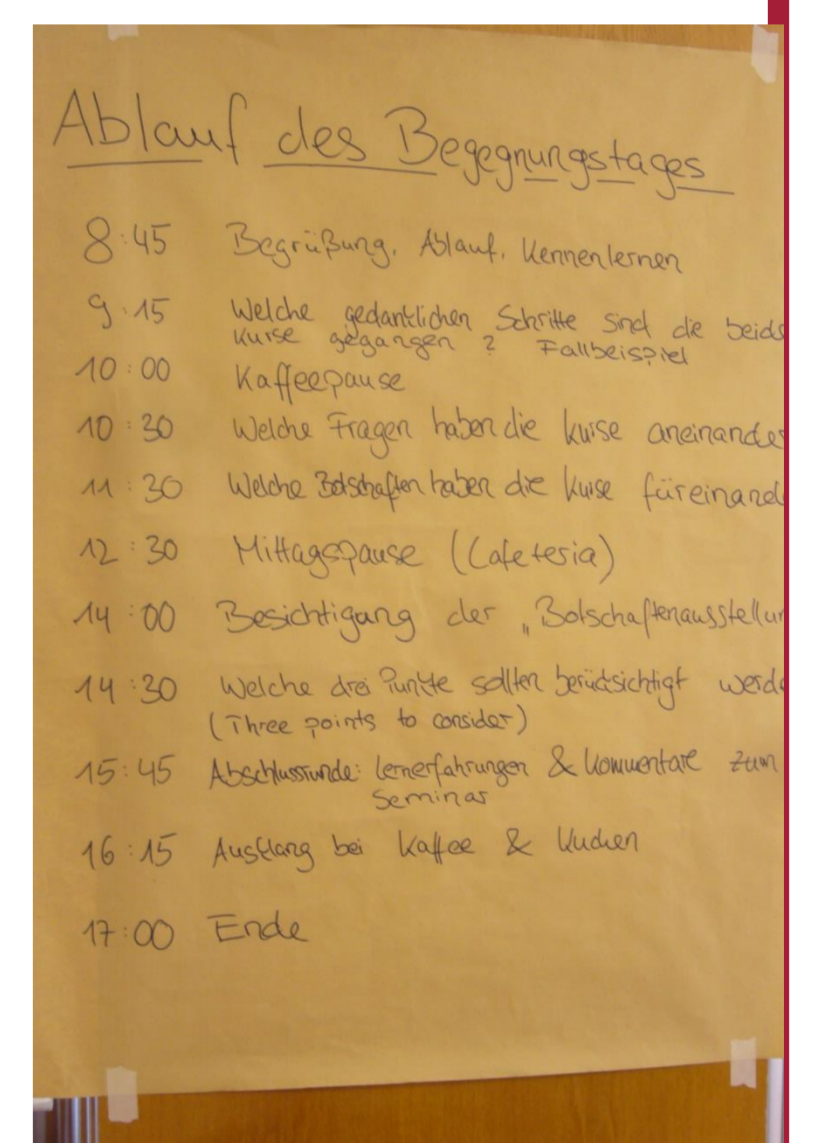 Ablauf des Begegnungstages
8:45 Begrüßung, Ablauf, Kennenlernen
9:15 Welche gedanklichen Schritte sind die beide
Kurse gegangen? Fallbeispiel
10:00 Kaffeepause
10:30 Welche Fragen haben die Kurse aneinander
11:30 Welche Botschaften haben die Kurse füreinand
12:30 Mittagspause (Cafeteria)
14:00 Besichtigung der „Botschaftenausstellun
14:30 Welche drei Punkte sollten berücksichtigt werde
(Three points to consider)
15:45 Abschlussrunde: Lernerfahrungen & Kommentare zum
Seminar
16:15 Ausklang bei Kaffee & Kuchen
17:00 Ende